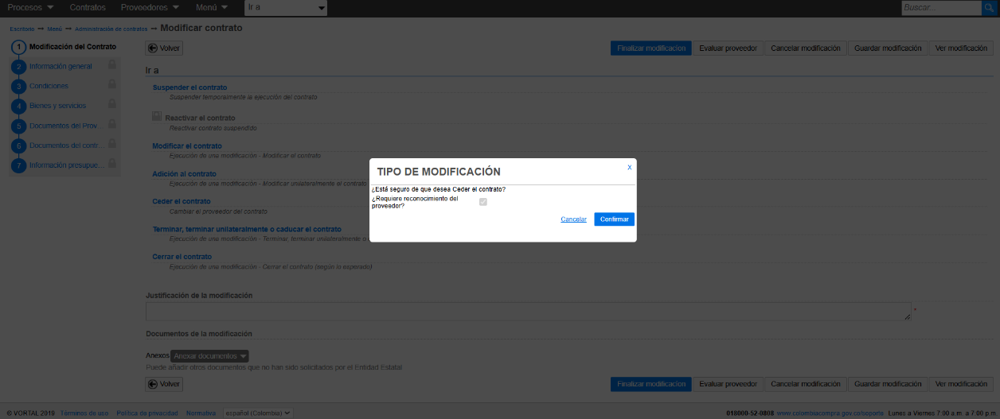 Procesos Contratos Proveedores Menú Ir a Buscar...
Escritorio → Menú → Administración de contratos → Modificar contrato
1 Modificación del Contrato
2 Información general
3 Condiciones
4 Bienes y servicios
5 Documentos del Prov...
6 Documentos del contr...
7 Información presupue...
Volver Finalizar modificacion Evaluar proveedor Cancelar modificación Guardar modificación Ver modificación
Ir a
Suspender el contrato
Suspender temporalmente la ejecución del contrato
Reactivar el contrato
Reactivar contrato suspendido
Modificar el contrato
Ejecución de una modificación - Modificar el contrato
Adición al contrato
Ejecución de una modificación - Modificar unilateralmente el contrato
Ceder el contrato
Cambiar el proveedor del contrato
Terminar, terminar unilateralmente o caducar el contrato
Ejecución de una modificación - Terminar, terminar unilateralmente o
Cerrar el contrato
Ejecución de una modificación - Cerrar el contrato (según lo esperado)
TIPO DE MODIFICACIÓN X
¿Está seguro de que desea Ceder el contrato?
¿Requiere reconocimiento del
proveedor?
Cancelar Confirmar
Justificación de la modificación
*
Documentos de la modificación
Anexos Anexar documentos
Puede añadir otros documentos que no han sido solicitados por el Entidad Estatal
Volver Finalizar modificacion Evaluar proveedor Cancelar modificación Guardar modificación Ver modificación
© VORTAL 2019 Términos de uso Política de privacidad Normativa español (Colombia) 018000-52-0808 www.colombiacompra.gov.co/soporte Lunes a Viernes 7:00 a.m. a 7:00 p.m.